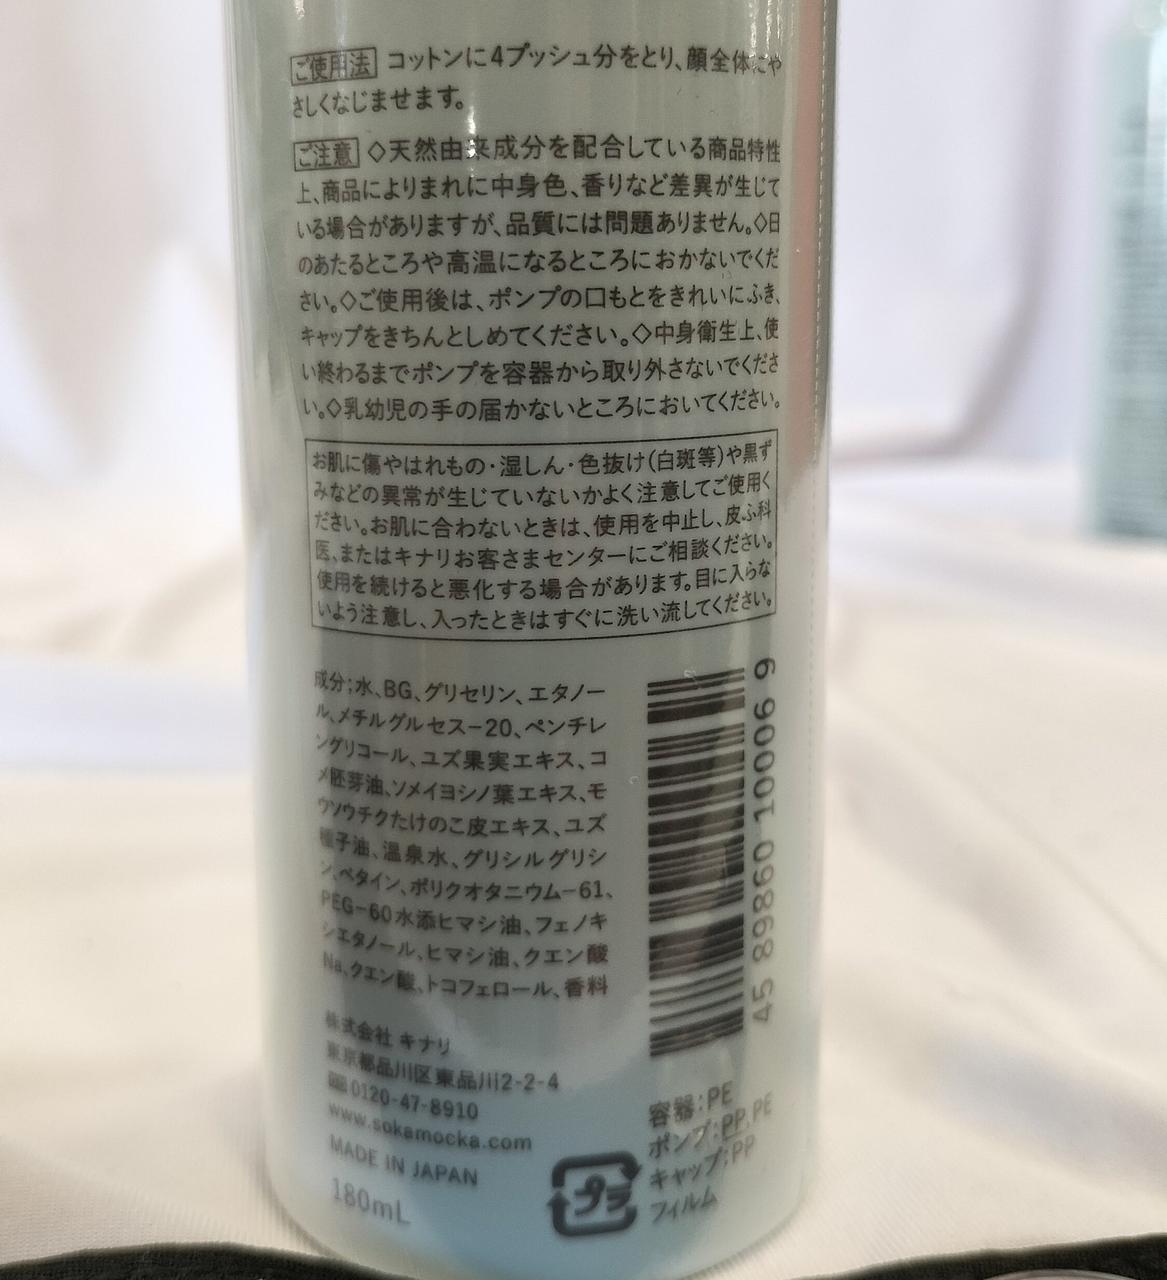 ご使用法 コットンに4プッシュ分をとり、顔全体にや
さしくなじませます。
ご注意 ◇天然由来成分を配合している商品特性
上、商品によりまれに中身色、香りなど差異が生じて
いる場合がありますが、品質には問題ありません。◇日
のあたるところや高温になるところにおかないでくだ
さい。◇ご使用後は、ポンプの口もとをきれいにふき、
キャップをきちんとしめてください。◇中身衛生上、使
い終わるまでポンプを容器から取り外さないでくださ
い。◇乳幼児の手の届かないところにおいてください。
お肌に傷やはれもの・湿しん・色抜け(白斑等)や黒ず
みなどの異常が生じていないかよく注意してご使用く
ださい。お肌に合わないときは、使用を中止し、皮ふ科
医、またはキナリお客さまセンターにご相談ください。
使用を続けると悪化する場合があります。目に入らな
いよう注意し、入ったときはすぐに洗い流してください。
成分;水、BG、グリセリン、エタノー
ル、メチルグルセス-20、ペンチレ
ングリコール、ユズ果実エキス、コ
メ胚芽油、ソメイヨシノ葉エキス、モ
ウソウチクたけのこ皮エキス、ユズ
種子油、温泉水、グリシルグリシ
ン、ベタイン、ポリクオタニウム-61、
PEG-60水添ヒマシ油、フェノキ
シエタノール、ヒマシ油、クエン酸
Na、クエン酸、トコフェロール、香料
45 89860 10006 9
株式会社 キナリ
東京都品川区東品川2-2-4
0120-47-8910
www.sokamocka.com
MADE IN JAPAN
180mL
プラ
容器:PE
ポンプ:PP,PE
キャップ:PP
フィルム